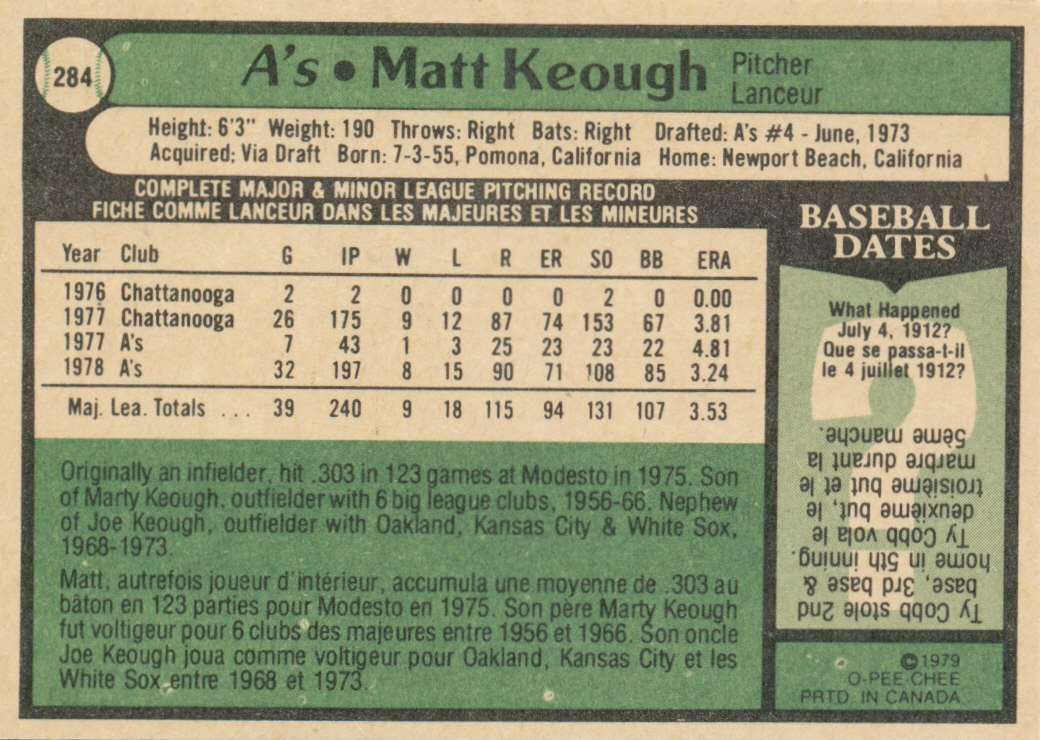 284
A's • Matt Keough
Pitcher
Lanceur
Height: 6'3" Weight: 190 Throws: Right Bats: Right Drafted: A's #4 - June, 1973
Acquired: Via Draft Born: 7-3-55, Pomona, California Home: Newport Beach, California
COMPLETE MAJOR & MINOR LEAGUE PITCHING RECORD
FICHE COMME LANCEUR DANS LES MAJEURES ET LES MINEURES
Year Club G IP W L R ER SO BB ERA
1976 Chattanooga 2 2 0 0 0 0 2 0 0.00
1977 Chattanooga 26 175 9 12 87 74 153 67 3.81
1977 A's 7 43 1 3 25 23 23 22 4.81
1978 A's 32 197 8 15 90 71 108 85 3.24
Maj. Lea. Totals ... 39 240 9 18 115 94 131 107 3.53
Originally an infielder, hit .303 in 123 games at Modesto in 1975. Son
of Marty Keough, outfielder with 6 big league clubs, 1956-66. Nephew
of Joe Keough, outfielder with Oakland, Kansas City & White Sox,
1968-1973.
Matt, autrefois joueur d'intérieur, accumula une moyenne de .303 au
bâton en 123 parties pour Modesto en 1975. Son père Marty Keough
fut voltigeur pour 6 clubs des majeures entre 1956 et 1966. Son oncle
Joe Keough joua comme voltigeur pour Oakland, Kansas City et les
White Sox entre 1968 et 1973.
BASEBALL
DATES
What Happened
July 4, 1912?
Que se passa-t-il
le 4 juillet 1912?
Ty Cobb stole 2nd
base, 3rd base &
home in 5th inning.
Ty Cobb vola le
deuxième but, le
troisième but et le
marbre durant la
5ème manche.
©1979
O-PEE-CHEE
PRTD. IN CANADA